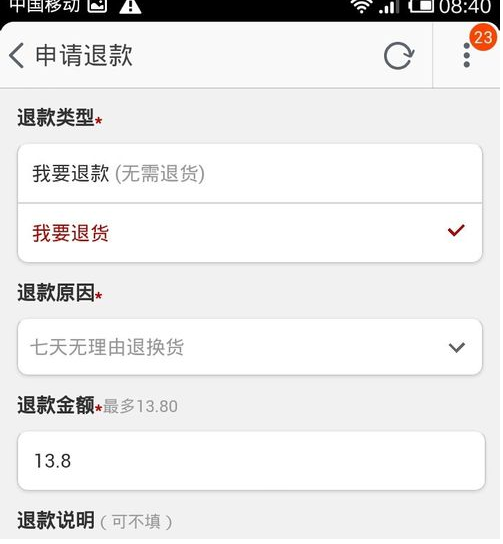 中国移动 08:40
申请退款 23
退款类型*
我要退款 (无需退货)
我要退货
退款原因*
七天无理由退换货
退款金额*最多13.80
13.8
退款说明 (可不填)